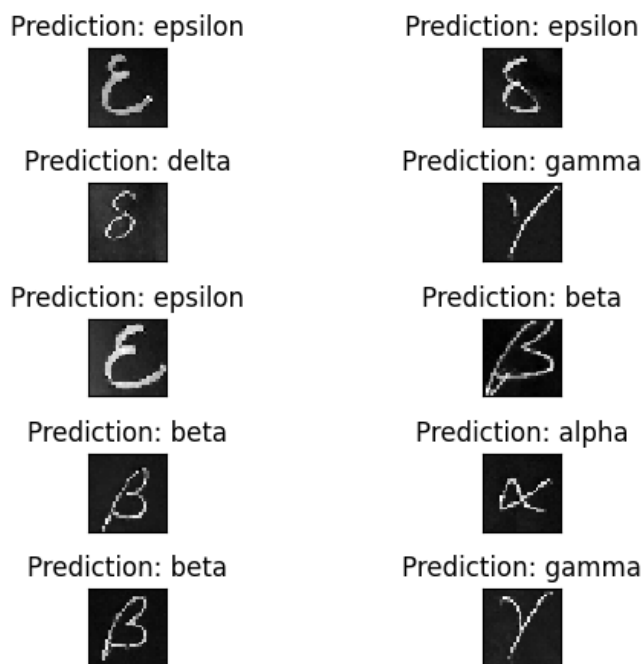 Prediction: epsilon
Prediction: epsilon
ε
δ
Prediction: delta
Prediction: gamma
δ
γ
Prediction: epsilon
Prediction: beta
ε
β
Prediction: beta
Prediction: alpha
β
α
Prediction: beta
Prediction: gamma
β
γ